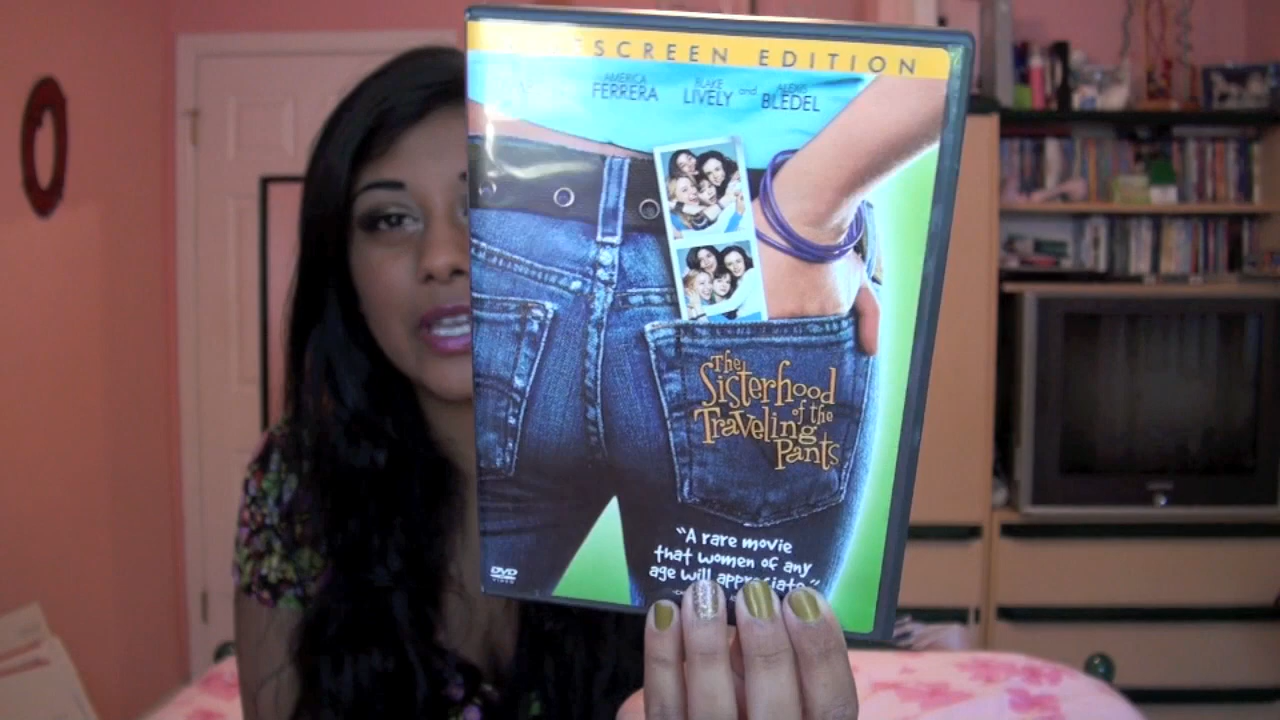 SCREEN EDITION
AMERICA FERRERA BLAKE LIVELY and ALEXIS BLEDEL
The
Sisterhood
of the
Traveling
Pants
"A rare movie
that women of any
age will appreciate."
DVD
VIDEO